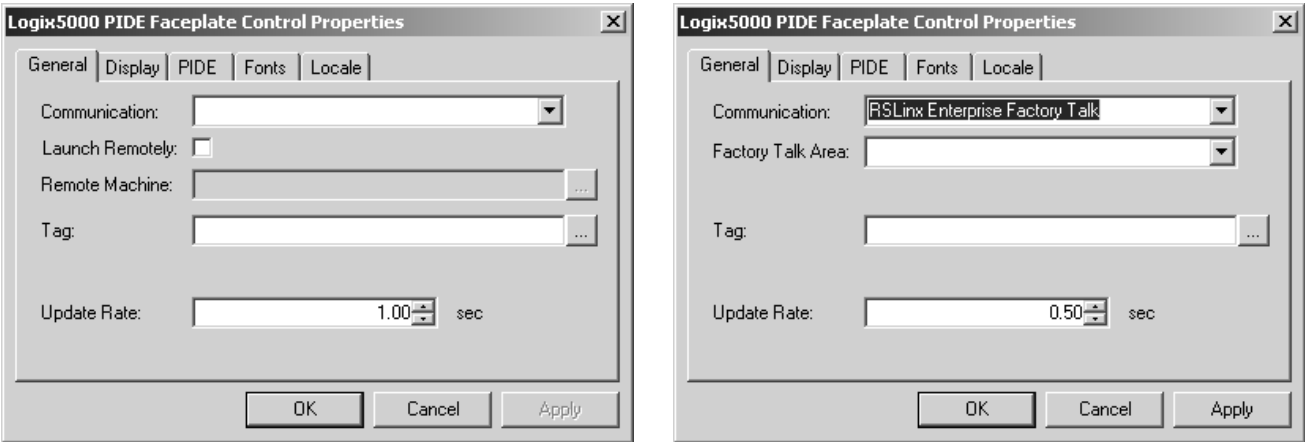 Logix5000 PIDE Faceplate Control Properties
General Display PIDE Fonts Locale
Communication:
Launch Remotely:
Remote Machine: ...
Tag: ...
Update Rate: 1.00 sec
OK Cancel Apply
Logix5000 PIDE Faceplate Control Properties
General Display PIDE Fonts Locale
Communication: RSLinx Enterprise Factory Talk
Factory Talk Area:
Tag: ...
Update Rate: 0.50 sec
OK Cancel Apply